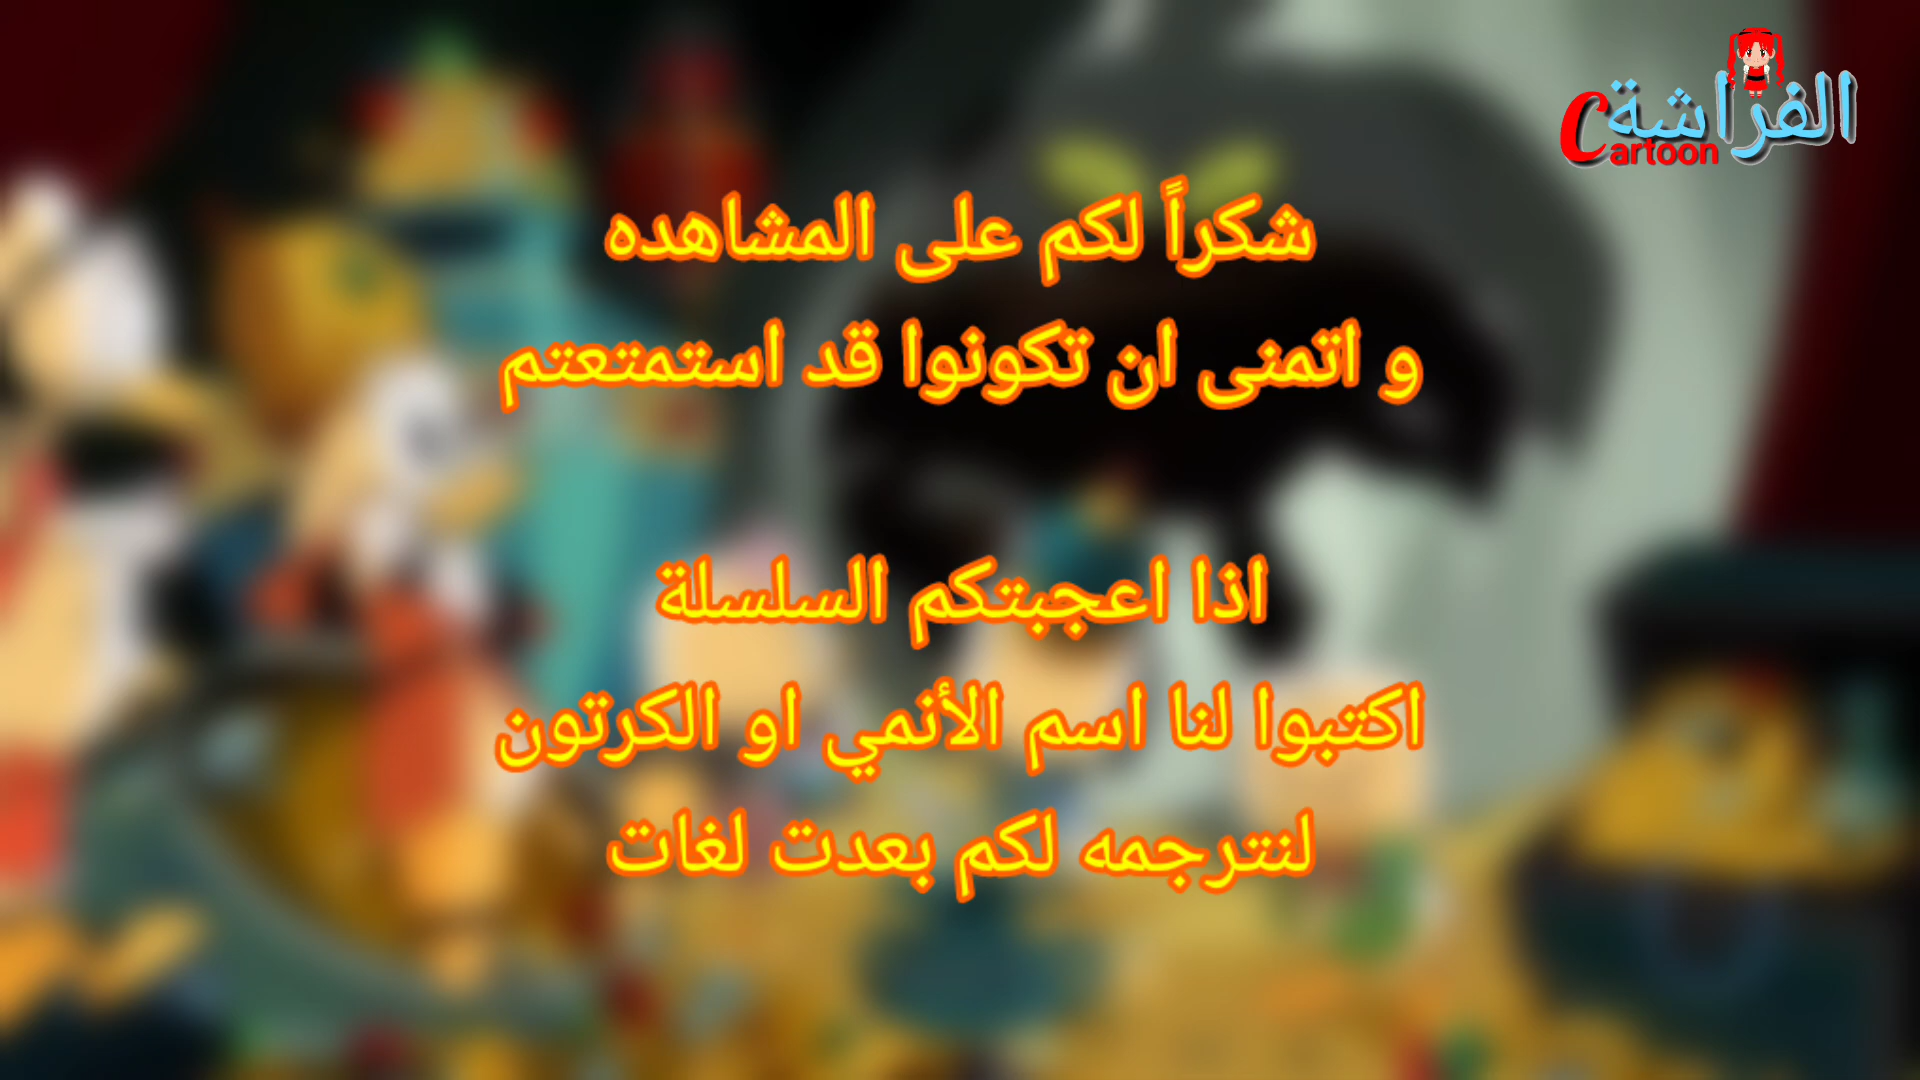 الفراشة
Cartoon
شكراً لكم على المشاهده
و اتمنى ان تكونوا قد استمتعتم
اذا اعجبتكم السلسلة
اكتبوا لنا اسم الأنمي او الكرتون
لنترجمه لكم بعدت لغات